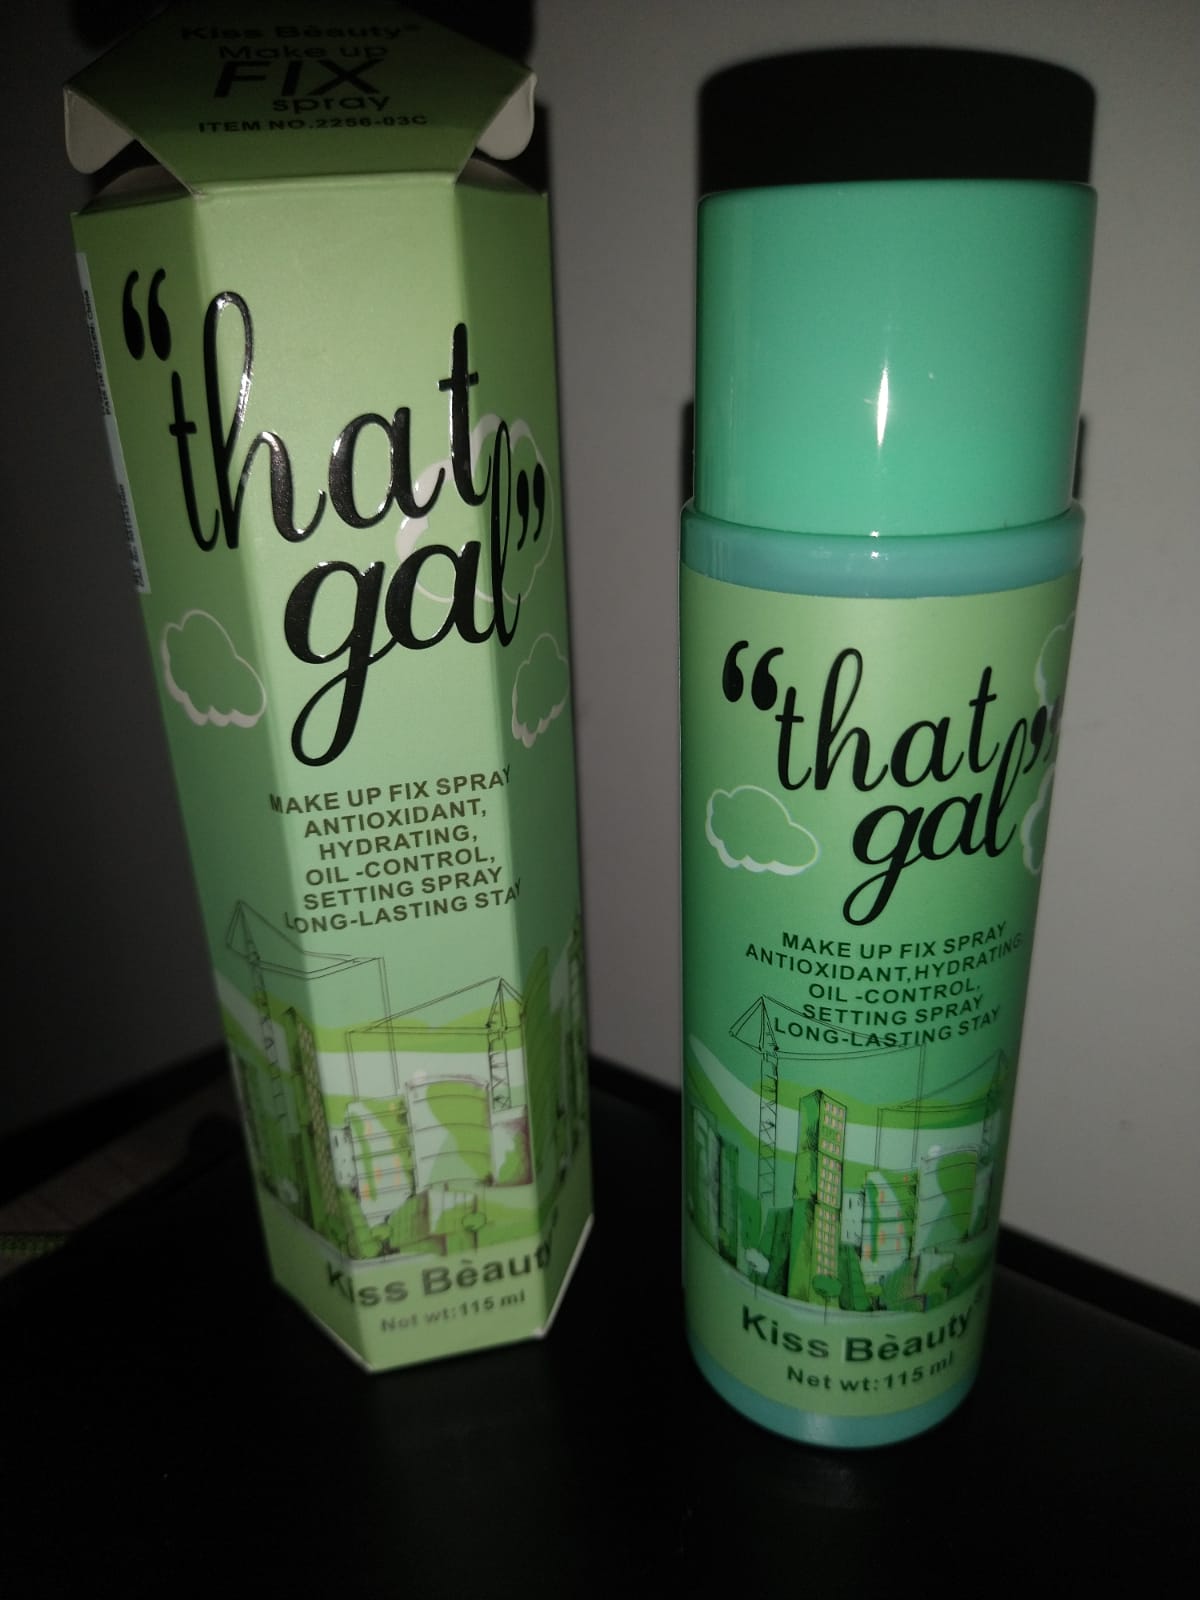 Kiss Bèauty®
Make up
FIX
spray
ITEM NO.2256-03C
“that
gal”
MAKE UP FIX SPRAY
ANTIOXIDANT,
HYDRATING,
OIL -CONTROL,
SETTING SPRAY
LONG-LASTING STAY
Kiss Bèauty
Net wt:115 ml
“that
gal”
MAKE UP FIX SPRAY
ANTIOXIDANT,HYDRATING,
OIL -CONTROL,
SETTING SPRAY
LONG-LASTING STAY
Kiss Bèauty®
Net wt:115 ml